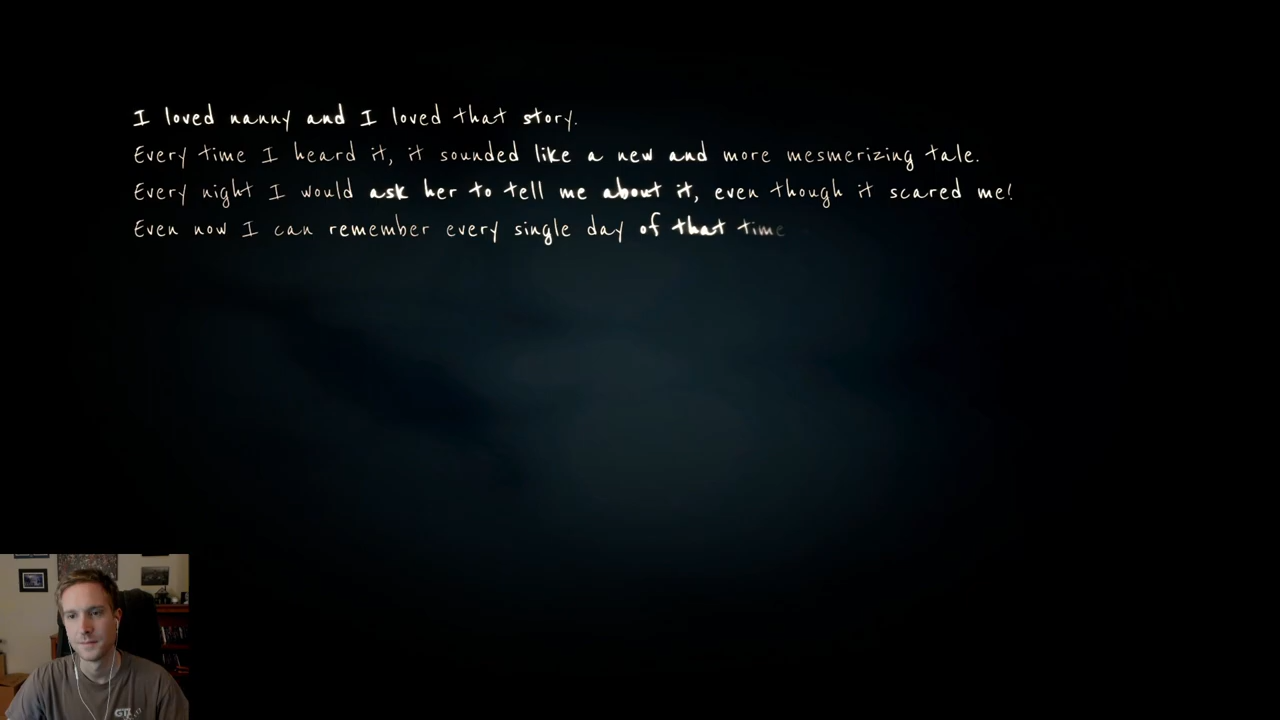 I loved nanny and I loved that story.
Every time I heard it, it sounded like a new and more mesmerizing tale.
Every night I would ask her to tell me about it, even though it scared me!
Even now I can remember every single day of that time